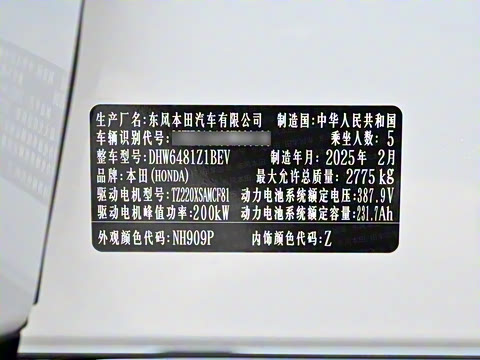 生产厂名：东风本田汽车有限公司 制造国：中华人民共和国
车辆识别代号： 乘坐人数：5
整车型号：DHW6481Z1BEV 制造年月：2025年 2月
品牌：本田(HONDA) 最大允许总质量：2775kg
驱动电机型号：TZ220XSAMCF81 动力电池系统额定电压：387.9V
驱动电机峰值功率：200kW 动力电池系统额定容量：231.7Ah
外观颜色代码：NH909P 内饰颜色代码：Z